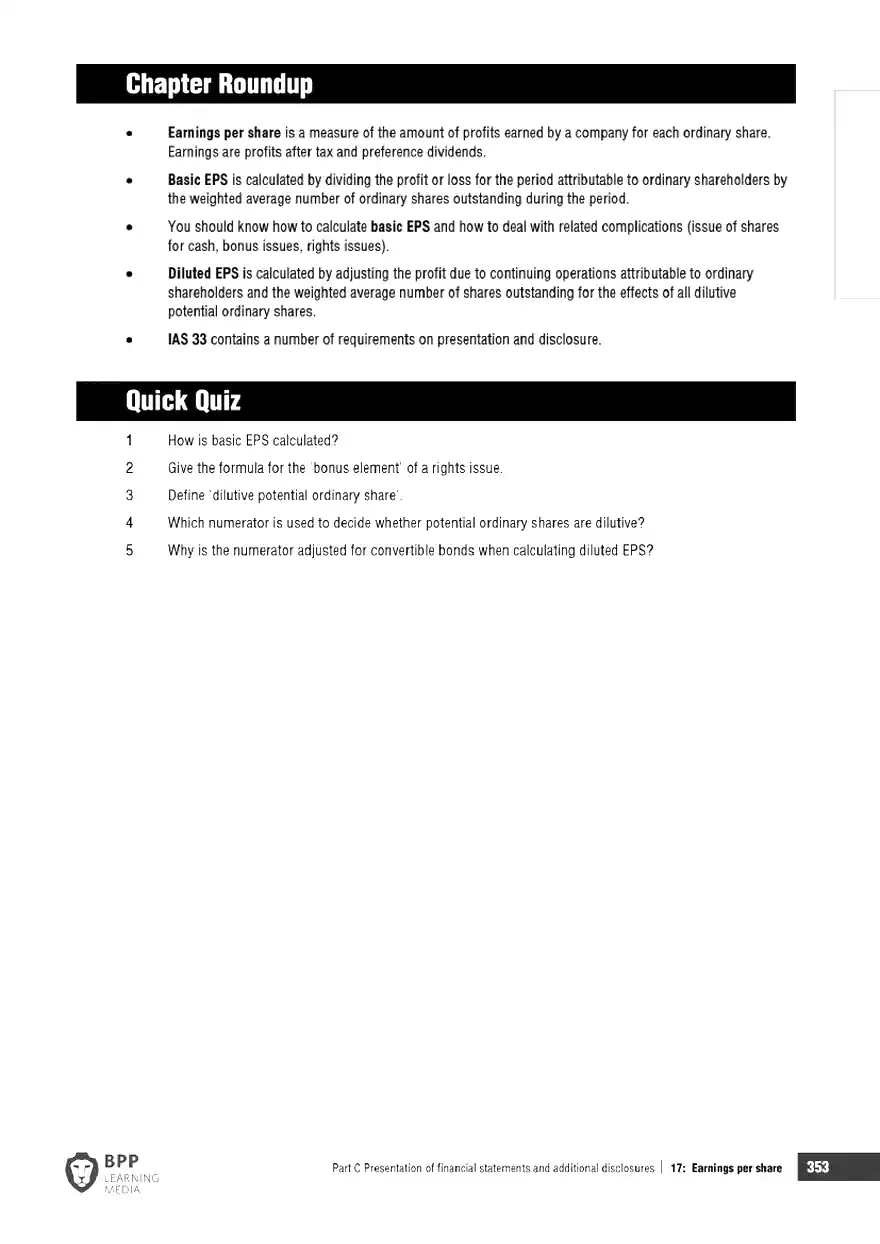 Chapter Roundup
• Earnings per share is a measure of the amount of profits earned by a company for each ordinary share.
Earnings are profits after tax and preference dividends.
• Basic EPS is calculated by dividing the profit or loss for the period attributable to ordinary shareholders by
the weighted average number of ordinary shares outstanding during the period.
• You should know how to calculate basic EPS and how to deal with related complications (issue of shares
for cash, bonus issues, rights issues).
• Diluted EPS is calculated by adjusting the profit due to continuing operations attributable to ordinary
shareholders and the weighted average number of shares outstanding for the effects of all dilutive
potential ordinary shares.
• IAS 33 contains a number of requirements on presentation and disclosure.
Quick Quiz
1 How is basic EPS calculated?
2 Give the formula for the 'bonus element' of a rights issue.
3 Define 'dilutive potential ordinary share'.
4 Which numerator is used to decide whether potential ordinary shares are dilutive?
5 Why is the numerator adjusted for convertible bonds when calculating diluted EPS?
BPP
LEARNING
MEDIA
Part C Presentation of financial statements and additional disclosures | 17: Earnings per share 353